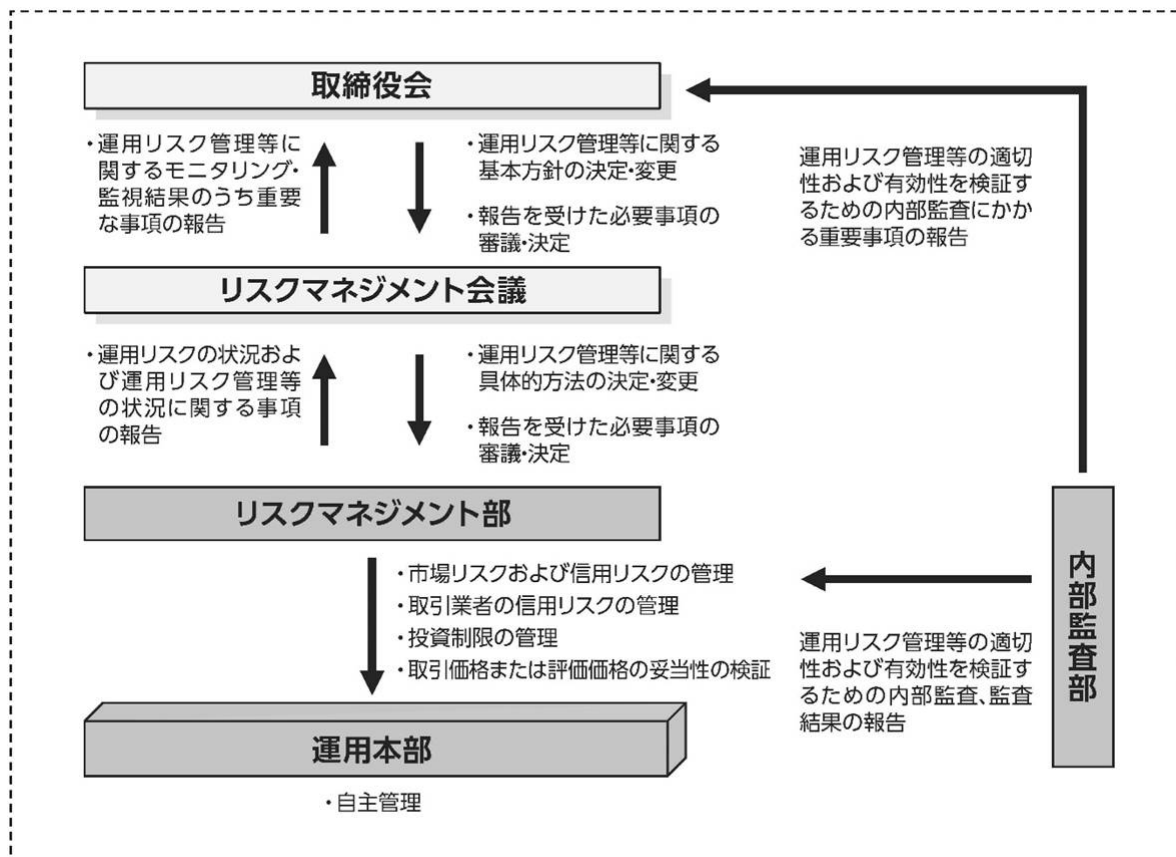 取締役会
・運用リスク管理等に
関するモニタリング・
監視結果のうち重要
な事項の報告
・運用リスク管理等に関する
基本方針の決定・変更
・報告を受けた必要事項の
審議・決定
運用リスク管理等の適切
性および有効性を検証す
るための内部監査にかか
る重要事項の報告
リスクマネジメント会議
・運用リスクの状況およ
び運用リスク管理等
の状況に関する事項
の報告
・運用リスク管理等に関する
具体的方法の決定・変更
・報告を受けた必要事項の
審議・決定
リスクマネジメント部
・市場リスクおよび信用リスクの管理
・取引業者の信用リスクの管理
・投資制限の管理
・取引価格または評価価格の妥当性の検証
内部監査部
運用リスク管理等の適切
性および有効性を検証す
るための内部監査、監査
結果の報告
運用本部
・自主管理